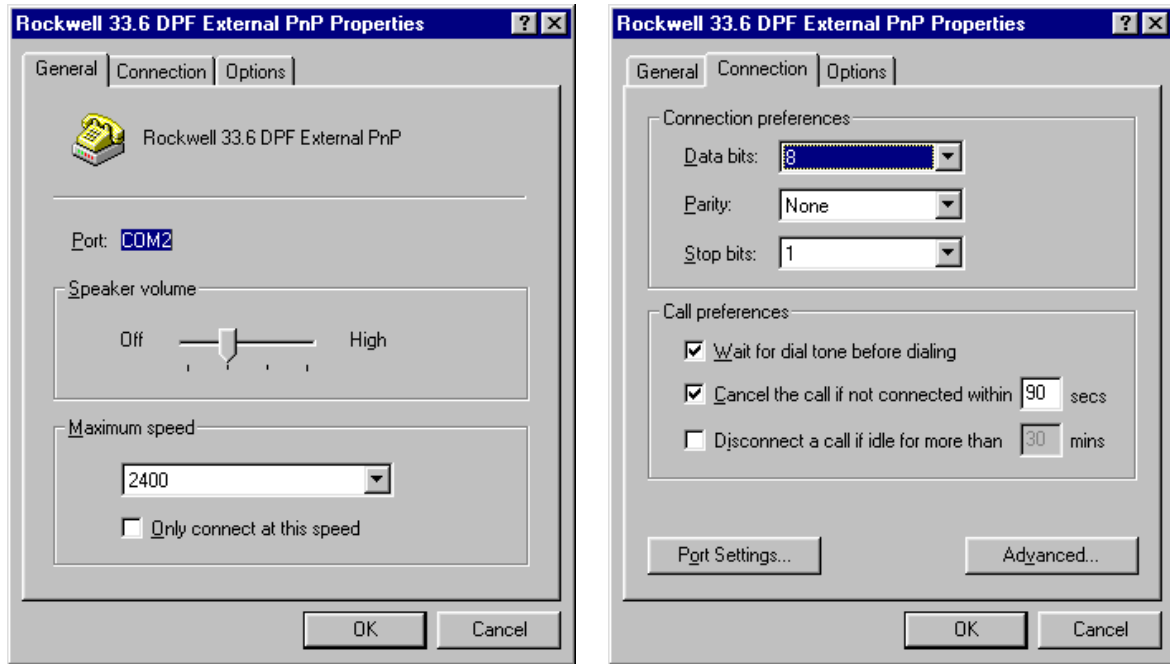 Rockwell 33.6 DPF External PnP Properties
General Connection Options
Rockwell 33.6 DPF External PnP
Port: COM2
Speaker volume
Off High
Maximum speed
2400
Only connect at this speed
OK Cancel
Rockwell 33.6 DPF External PnP Properties
General Connection Options
Connection preferences
Data bits: 8
Parity: None
Stop bits: 1
Call preferences
Wait for dial tone before dialing
Cancel the call if not connected within 90 secs
Disconnect a call if idle for more than 30 mins
Port Settings... Advanced...
OK Cancel